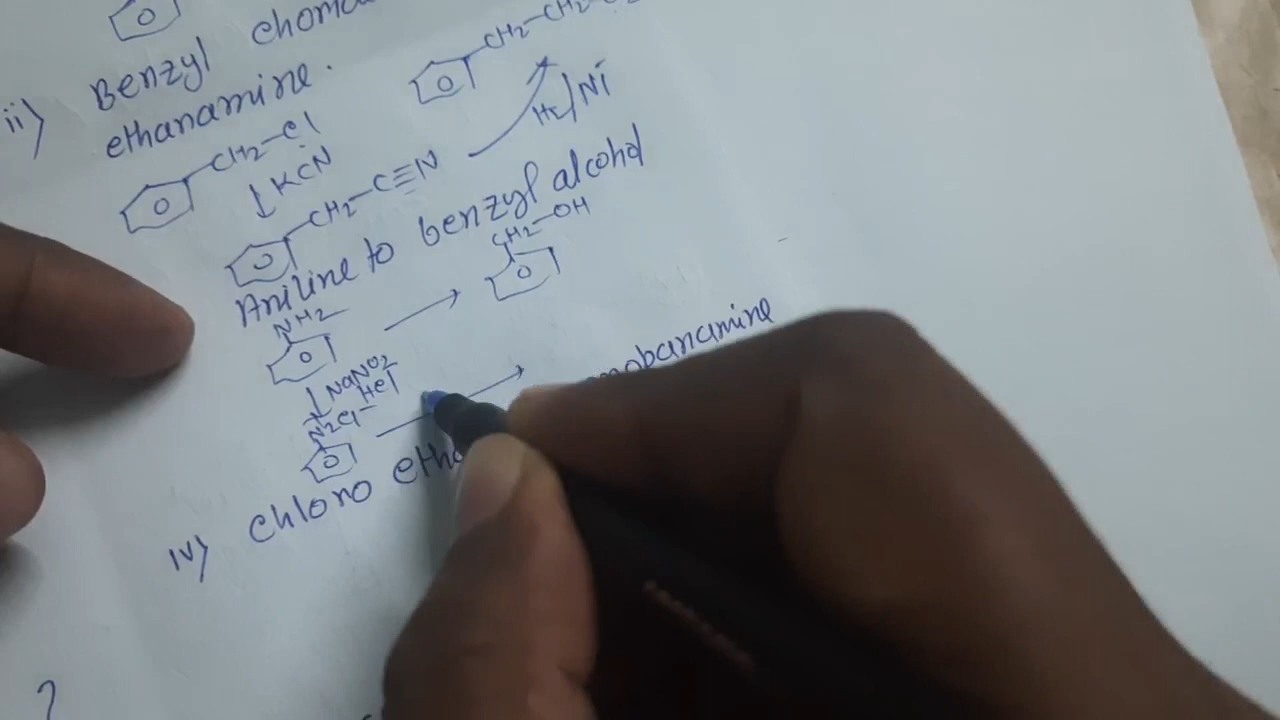 ii) Benzyl
ethanamine.
CH2-CH2
CH2-Cl
↓KCN
H2/Ni
CH2-C≡N
Aniline to benzyl alcohol
NH2
CH2-OH
↓NaNO2
HCl
N2Cl-
iv) Chloro